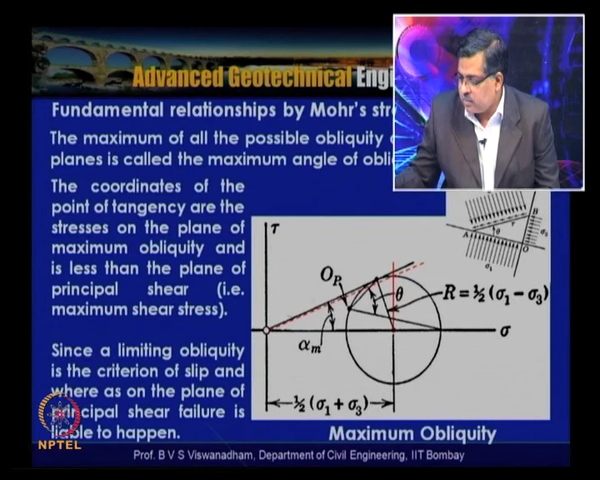 Advanced Geotechnical Engi
Fundamental relationships by Mohr's str
The maximum of all the possible obliquity
planes is called the maximum angle of obli
The coordinates of the
point of tangency are the
stresses on the plane of
maximum obliquity and
is less than the plane of
principal shear (i.e.
maximum shear stress).
Since a limiting obliquity
is the criterion of slip and
where as on the plane of
principal shear failure is
liable to happen.
τ
O_P
θ
R = ½ (σ₁ − σ₃)
α_m
σ
½ (σ₁ + σ₃)
A
B
θ
σ₁
Maximum Obliquity
NPTEL
Prof. B V S Viswanadham, Department of Civil Engineering, IIT Bombay